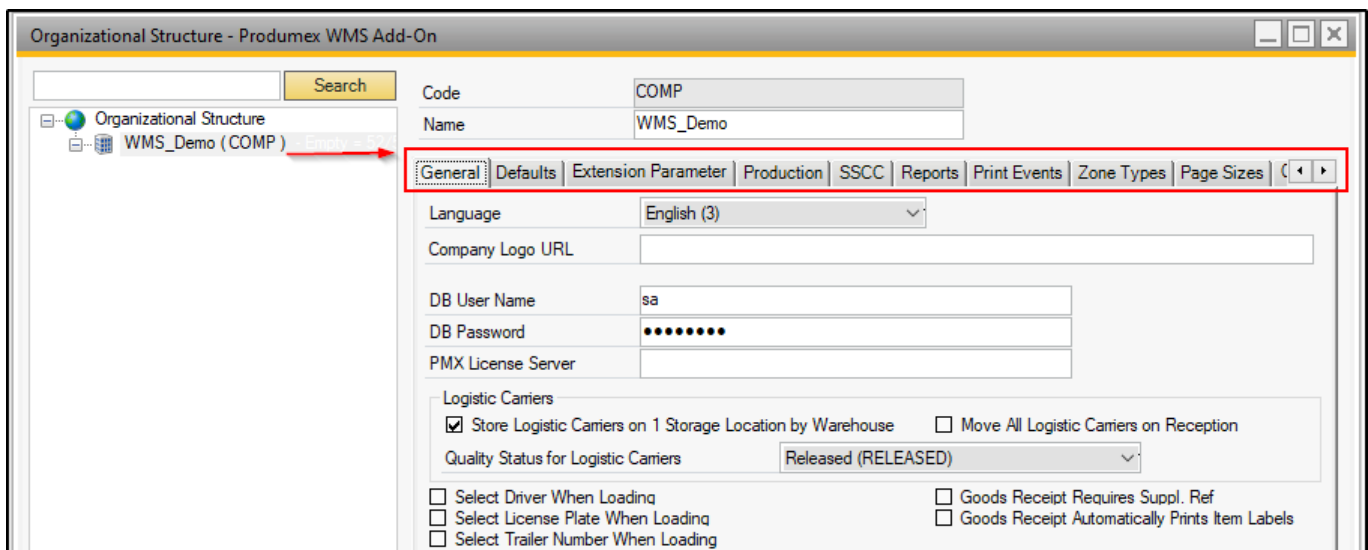 Organizational Structure - Produmex WMS Add-On
Search
Organizational Structure
WMS_Demo ( COMP )
Code COMP
Name WMS_Demo
General Defaults Extension Parameter Production SSCC Reports Print Events Zone Types Page Sizes
Language English (3)
Company Logo URL
DB User Name sa
DB Password ●●●●●●●●
PMX License Server
Logistic Carriers
Store Logistic Carriers on 1 Storage Location by Warehouse Move All Logistic Carriers on Reception
Quality Status for Logistic Carriers Released (RELEASED)
Select Driver When Loading Goods Receipt Requires Suppl. Ref
Select License Plate When Loading Goods Receipt Automatically Prints Item Labels
Select Trailer Number When Loading